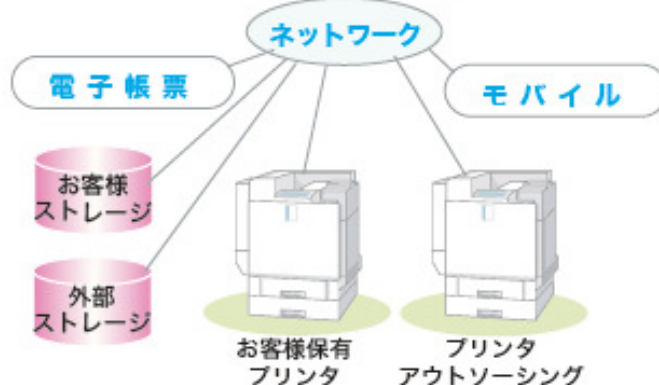 ネットワーク
電子帳票
モバイル
お客様
ストレージ
外部
ストレージ
お客様保有
プリンタ
プリンタ
アウトソーシング